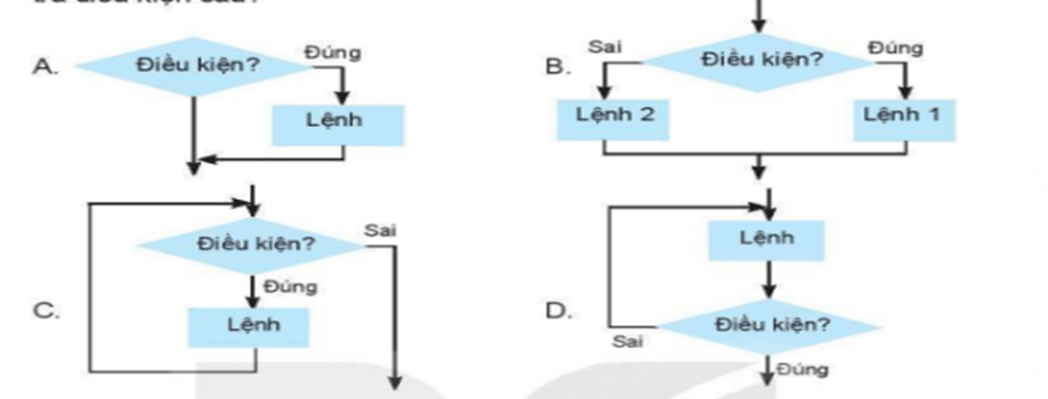 A.
Điều kiện?
Đúng
Lệnh
B.
Sai
Điều kiện?
Đúng
Lệnh 2
Lệnh 1
C.
Điều kiện?
Sai
Đúng
Lệnh
D.
Lệnh
Điều kiện?
Sai
Đúng